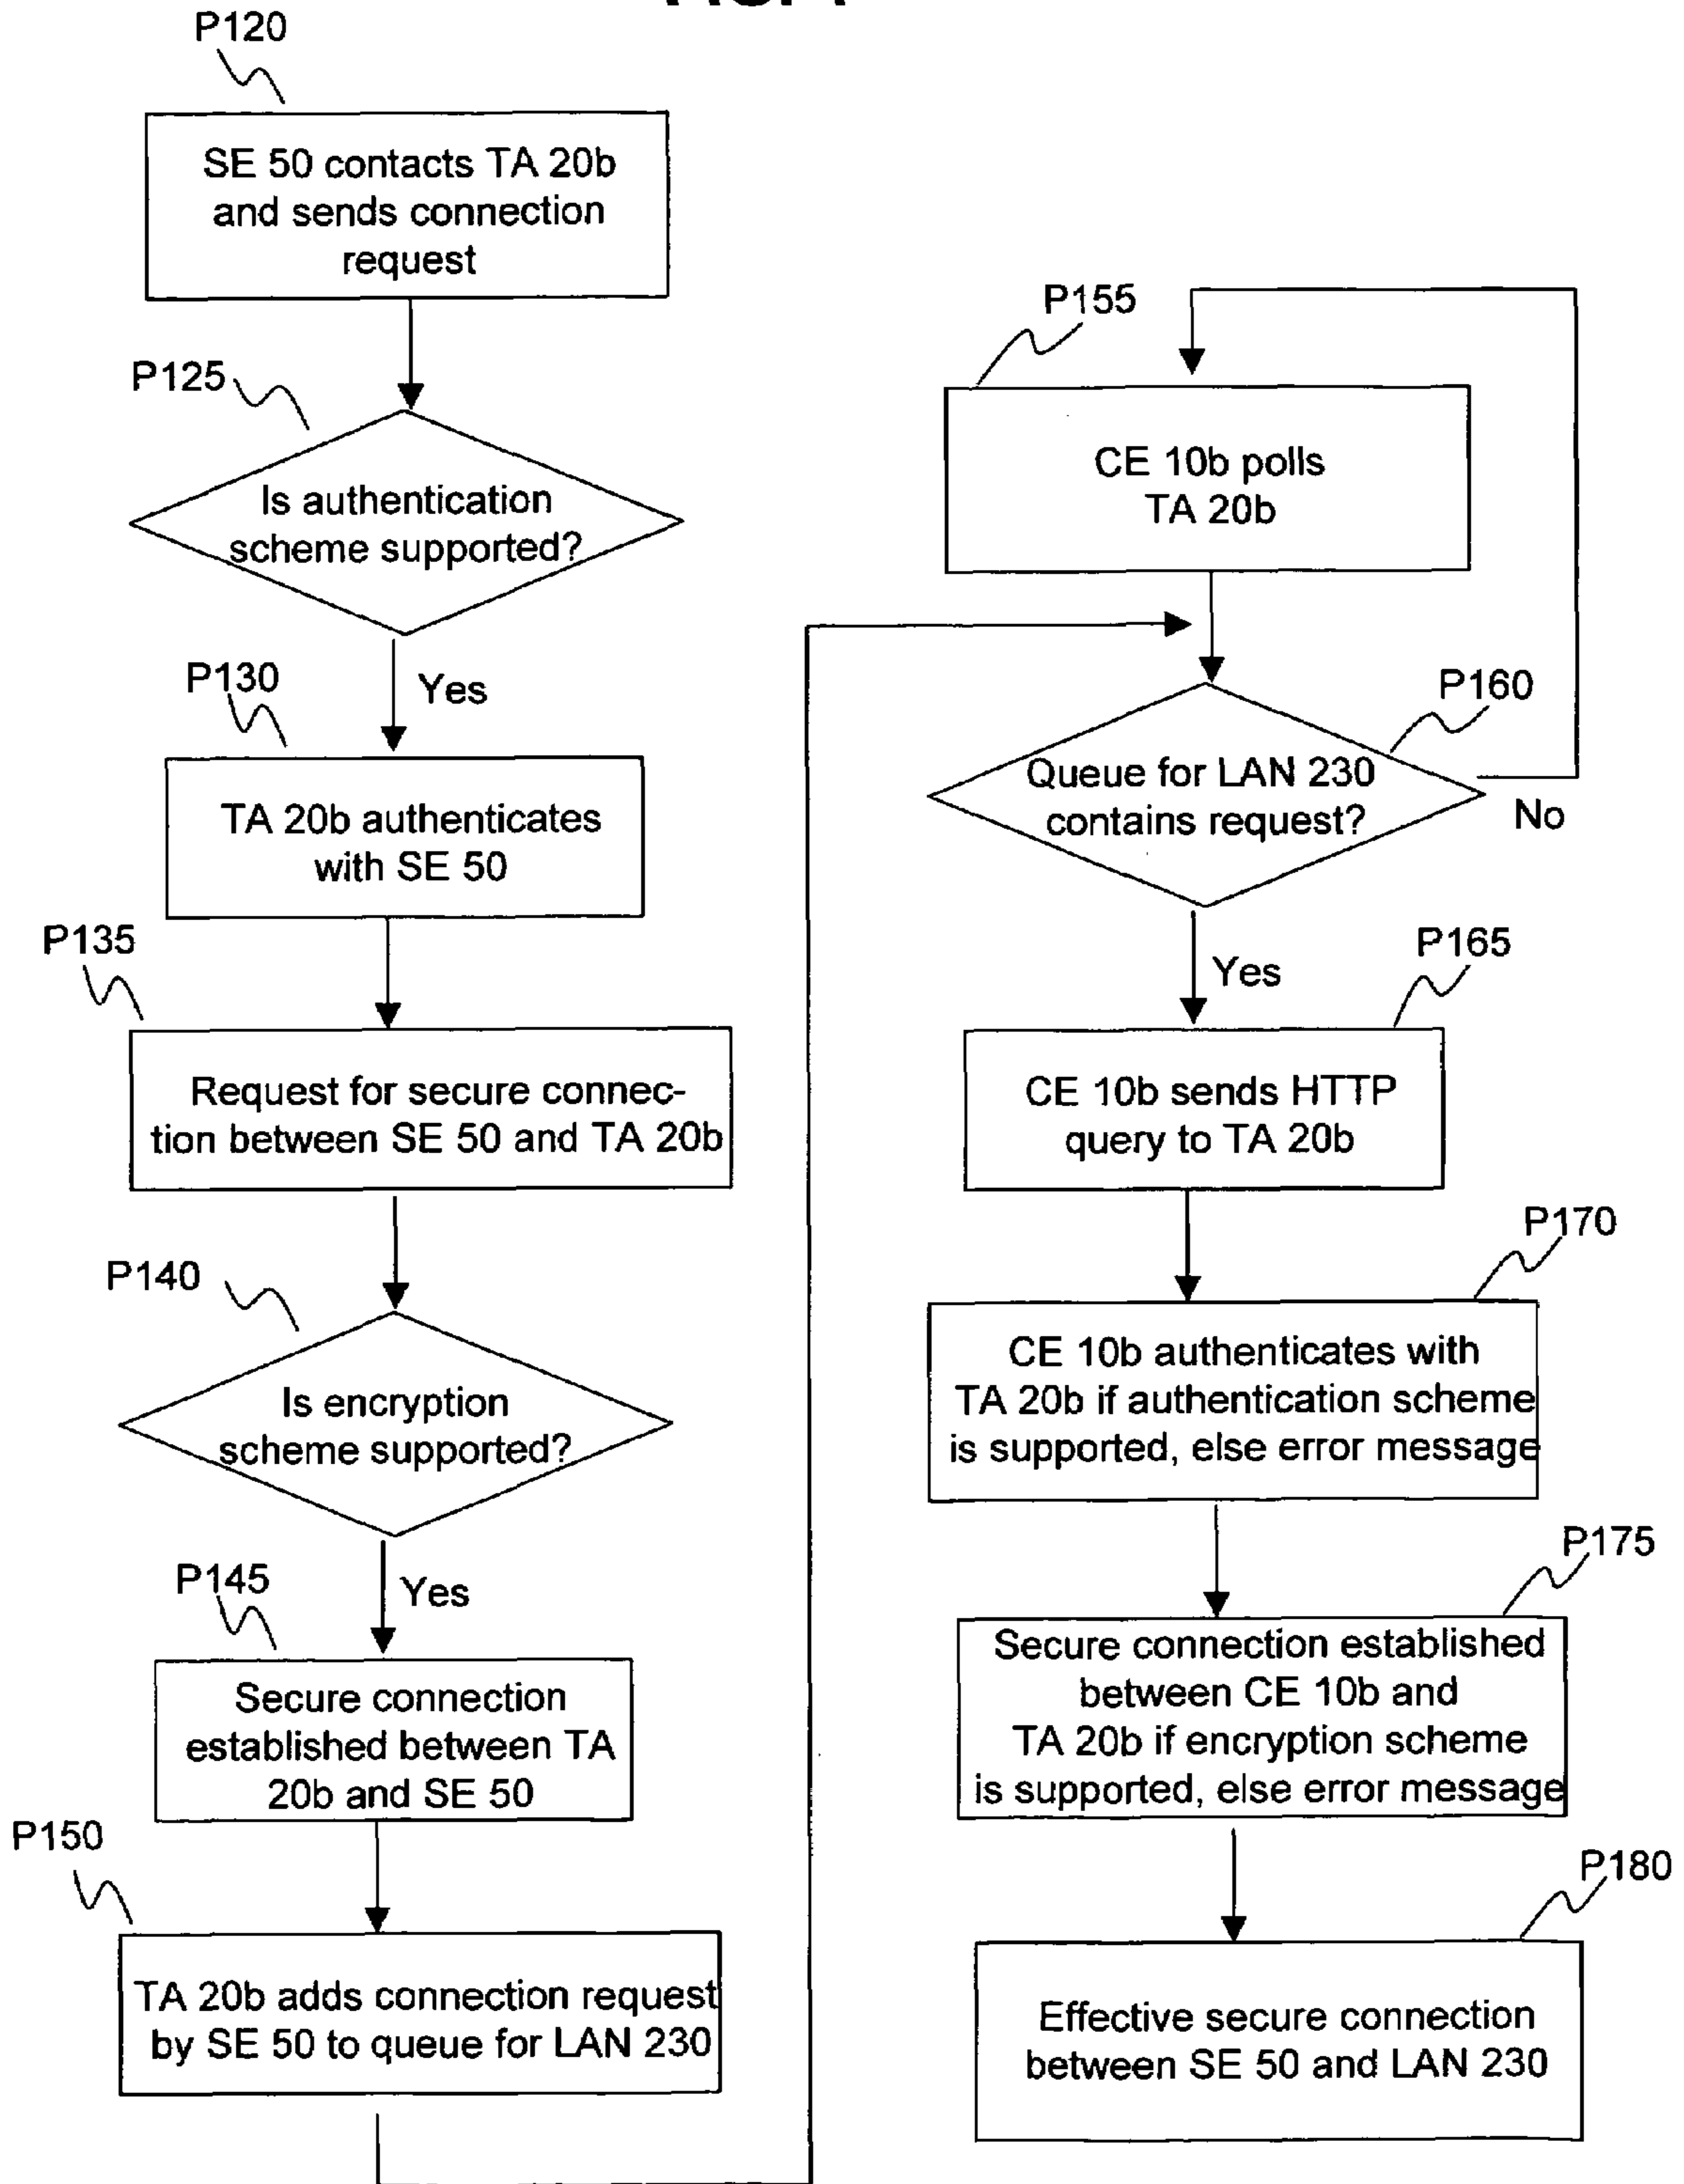 P120
SE 50 contacts TA 20b
and sends connection
request
P125
Is authentication
scheme supported?
Yes
P130
TA 20b authenticates
with SE 50
P135
Request for secure connec-
tion between SE 50 and TA 20b
P140
Is encryption
scheme supported?
Yes
P145
Secure connection
established between TA
20b and SE 50
P150
TA 20b adds connection request
by SE 50 to queue for LAN 230
P155
CE 10b polls
TA 20b
P160
Queue for LAN 230
contains request?
No
Yes
P165
CE 10b sends HTTP
query to TA 20b
P170
CE 10b authenticates with
TA 20b if authentication scheme
is supported, else error message
P175
Secure connection established
between CE 10b and
TA 20b if encryption scheme
is supported, else error message
P180
Effective secure connection
between SE 50 and LAN 230